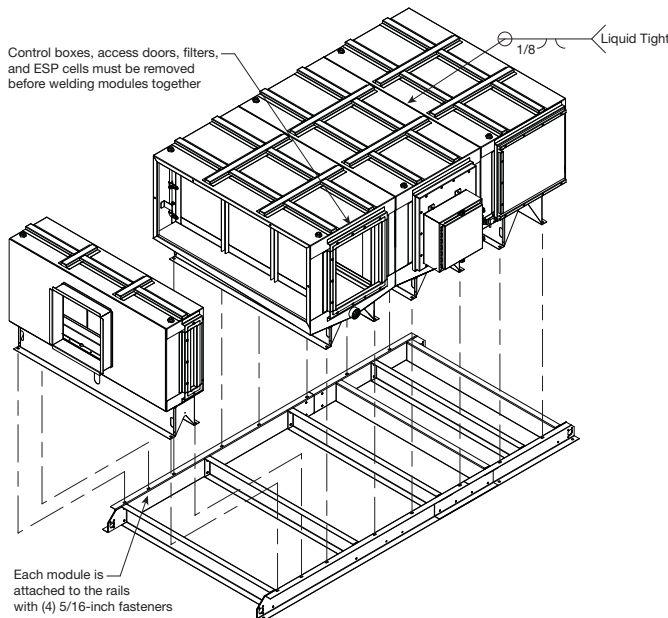 Control boxes, access doors, filters,
and ESP cells must be removed
before welding modules together
1/8
Liquid Tight
Each module is
attached to the rails
with (4) 5/16-inch fasteners